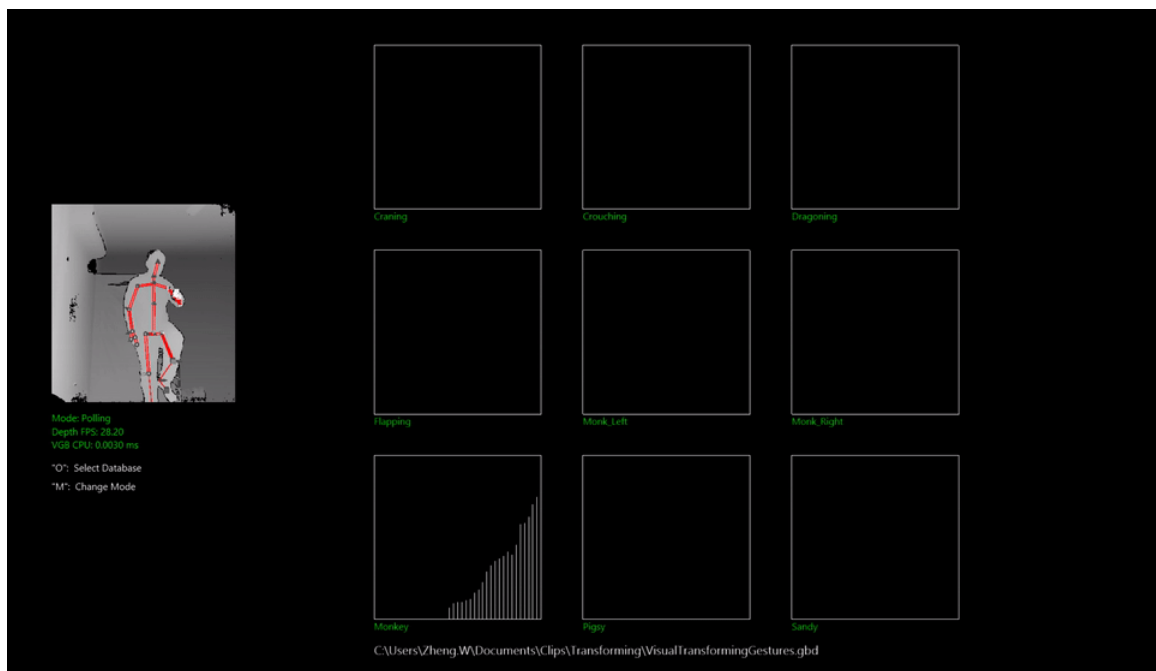 Craning
Crouching
Dragoning
Mode: Polling
Depth FPS: 28.20
VGB CPU: 0.0030 ms
"O": Select Database
"M": Change Mode
Flapping
Monk_Left
Monk_Right
Monkey
Pigsy
Sandy
C:\Users\Zheng.W\Documents\Clips\Transforming\VisualTransformingGestures.gbd